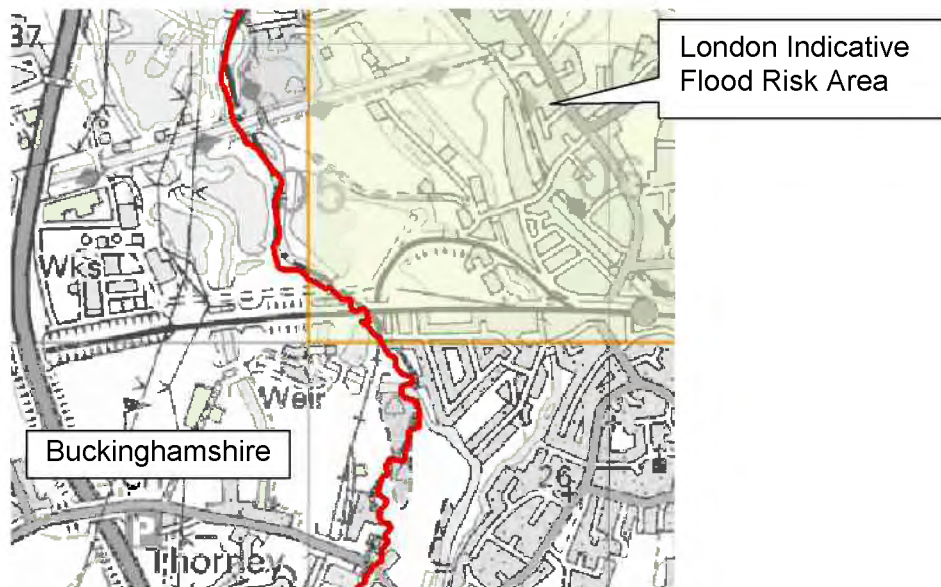 37
London Indicative
Flood Risk Area
Wks
Weir
Buckinghamshire
26
P
Thorney